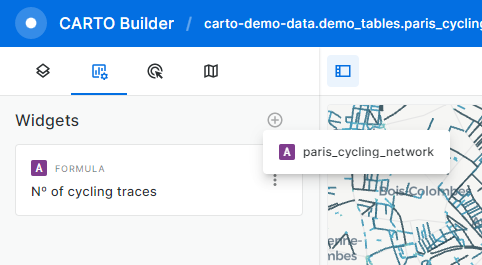 CARTO Builder / carto-demo-data.demo_tables.paris_cycling
Widgets
A paris_cycling_network
A FORMULA
Nº of cycling traces
Bois-Colombes
enne-
mbes